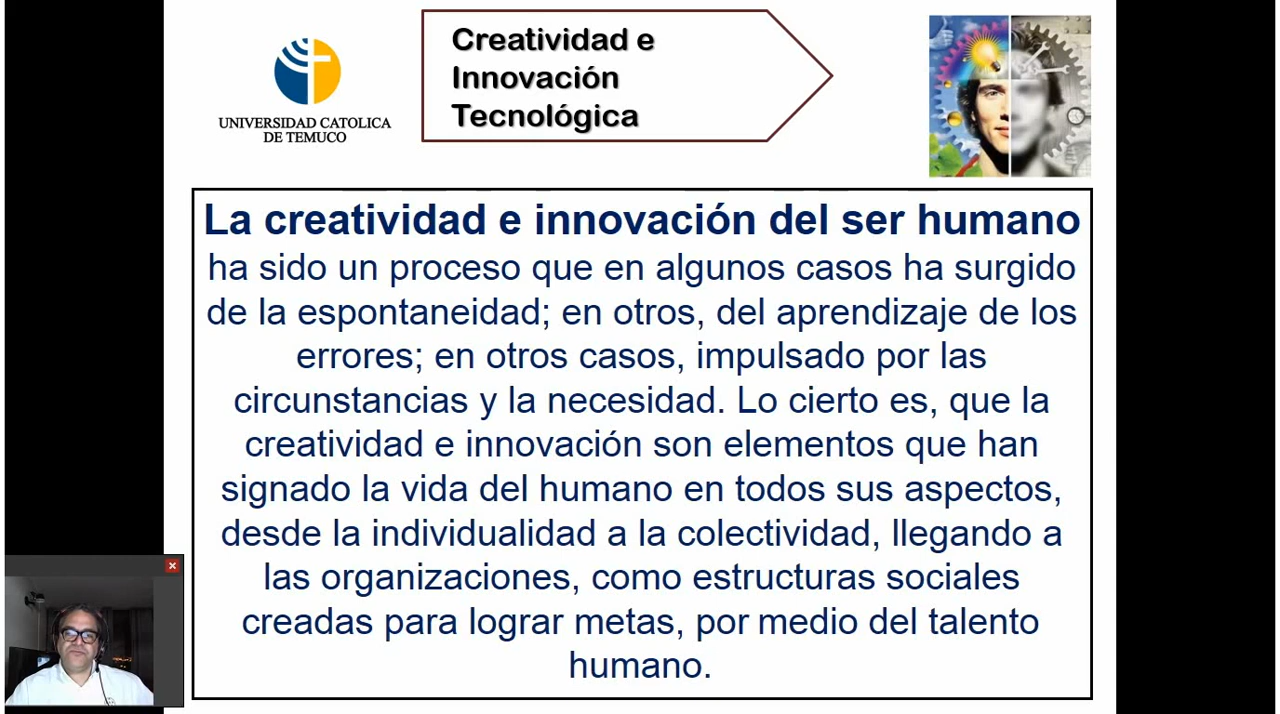 UNIVERSIDAD CATOLICA
DE TEMUCO
Creatividad e
Innovación
Tecnológica
La creatividad e innovación del ser humano
ha sido un proceso que en algunos casos ha surgido
de la espontaneidad; en otros, del aprendizaje de los
errores; en otros casos, impulsado por las
circunstancias y la necesidad. Lo cierto es, que la
creatividad e innovación son elementos que han
signado la vida del humano en todos sus aspectos,
desde la individualidad a la colectividad, llegando a
las organizaciones, como estructuras sociales
creadas para lograr metas, por medio del talento
humano.